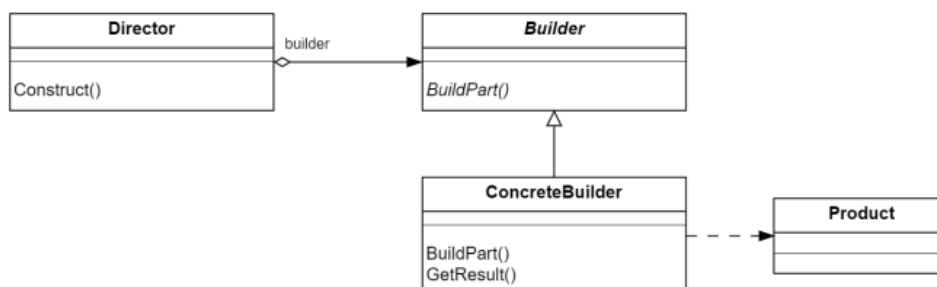 Director
builder
Builder
Construct()
BuildPart()
ConcreteBuilder
BuildPart()
GetResult()
Product